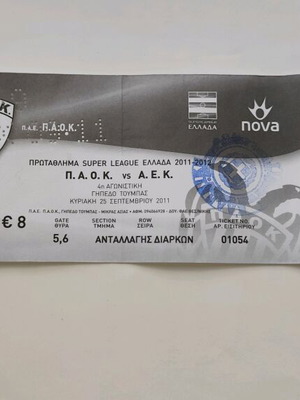 Π.Α.Ε. Π.Α.Ο.Κ.
ΕΛΛΑΔΑ
nova
ΠΡΩΤΑΘΛΗΜΑ SUPER LEAGUE ΕΛΛΑΔΑ 2011-2012
Π.Α.Ο.Κ. vs Α.Ε.Κ.
4η ΑΓΩΝΙΣΤΙΚΗ
ΓΗΠΕΔΟ ΤΟΥΜΠΑΣ
ΚΥΡΙΑΚΗ 25 ΣΕΠΤΕΜΒΡΙΟΥ 2011
€ 8
GATE SECTION ROW SEAT TICKET NO
ΘΥΡΑ ΤΜΗΜΑ ΣΕΙΡΑ ΘΕΣΗ ΑΡ. ΕΙΣΙΤΗΡΙΟΥ
5,6 ΑΝΤΑΛΛΑΓΗΣ ΔΙΑΡΚΩΝ 01054